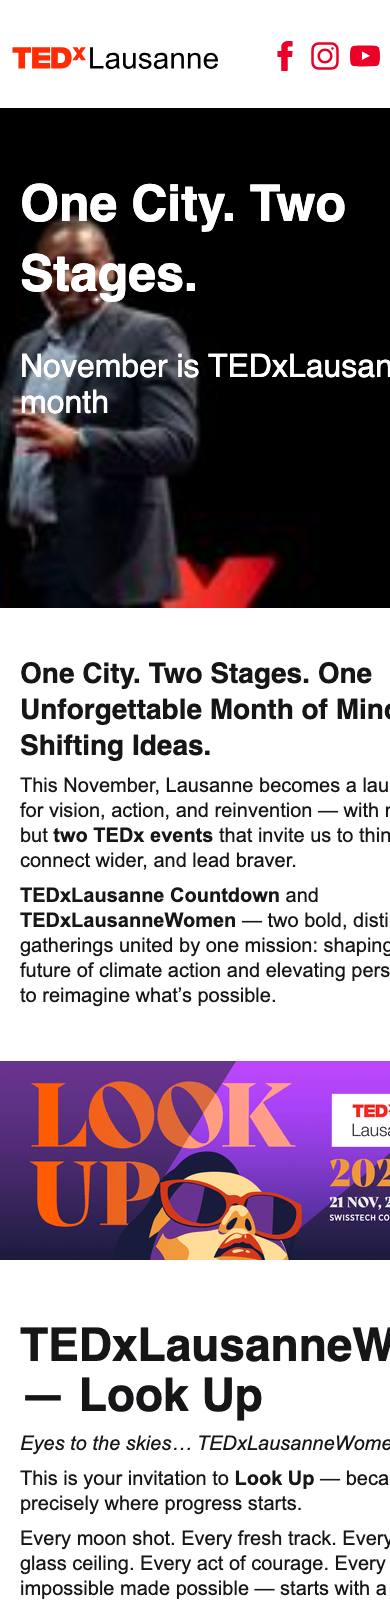 TEDxLausanne
One City. Two
Stages.
November is TEDxLausan
month
One City. Two Stages. One
Unforgettable Month of Mind
Shifting Ideas.
This November, Lausanne becomes a lau
for vision, action, and reinvention — with
but two TEDx events that invite us to thin
connect wider, and lead braver.
TEDxLausanne Countdown and
TEDxLausanneWomen — two bold, disti
gatherings united by one mission: shaping
future of climate action and elevating pers
to reimagine what’s possible.
LOOK
UP
TED
Lausa
202
21 NOV, 2
SWISSTECH CO
TEDxLausanneW
— Look Up
Eyes to the skies… TEDxLausanneWome
This is your invitation to Look Up — beca
precisely where progress starts.
Every moon shot. Every fresh track. Every
glass ceiling. Every act of courage. Every
impossible made possible — starts with a